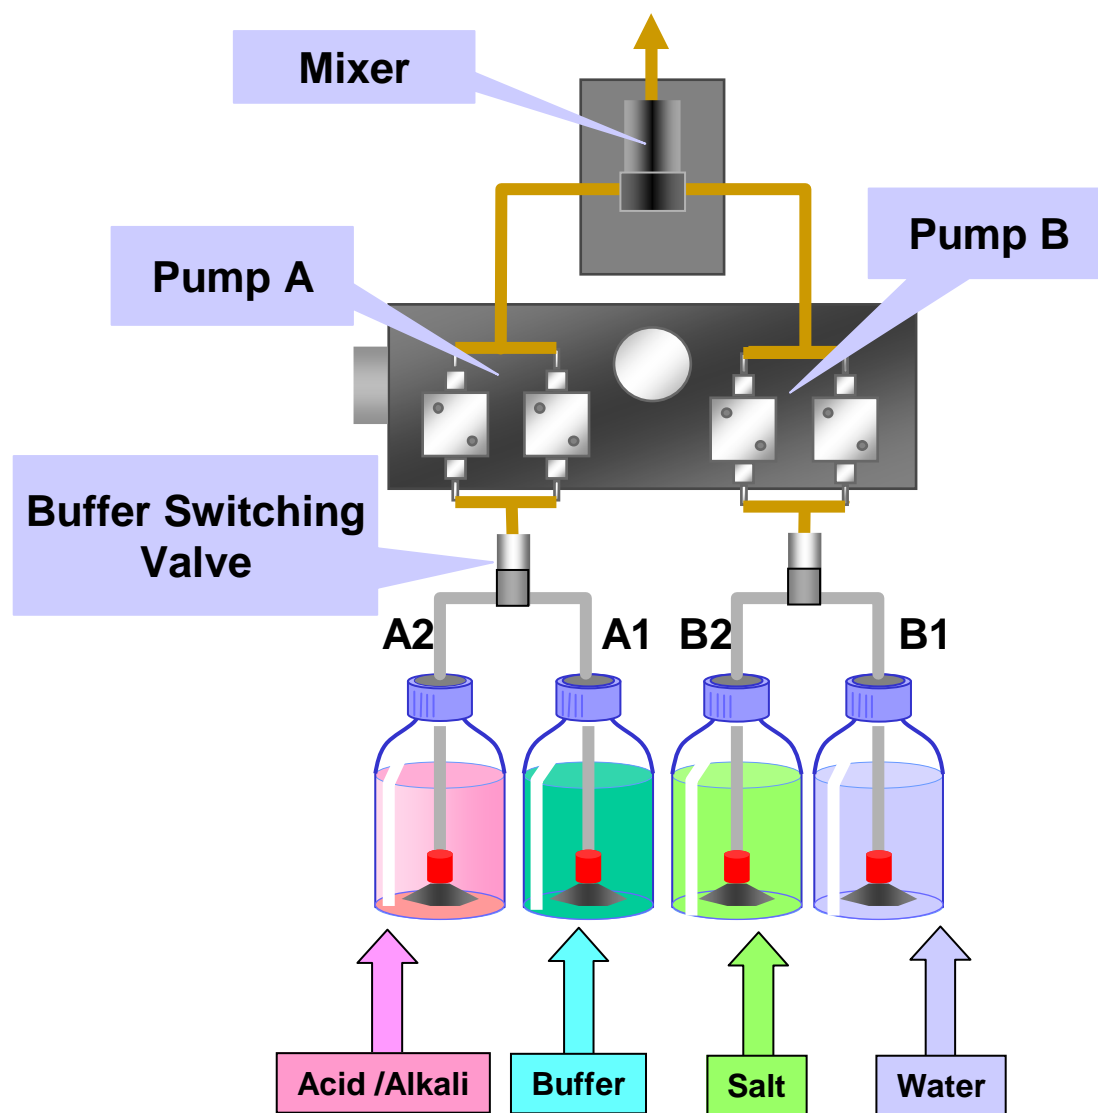 Mixer
Pump B
Pump A
Buffer Switching
Valve
A2
A1
B2
B1
Acid /Alkali
Buffer
Salt
Water